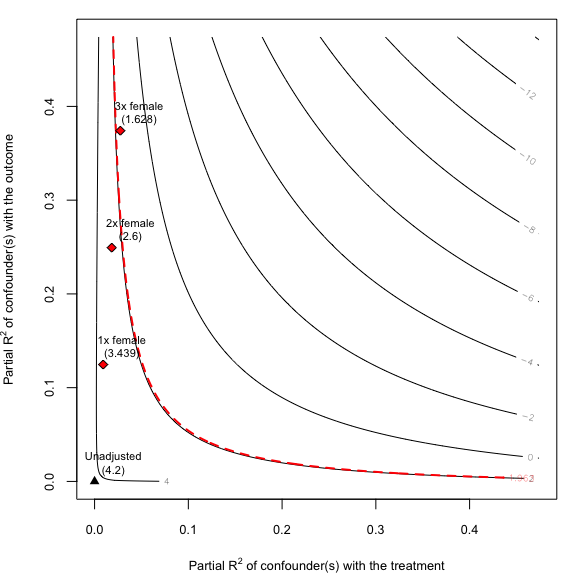 Partial R2 of confounder(s) with the outcome
0.4
0.3
0.2
0.1
0.0
3x female
(1.628)
2x female
(2.6)
1x female
(3.439)
Unadjusted
(4.2)
−12
−10
−8
−6
−4
−2
0
2
4
0.0 0.1 0.2 0.3 0.4
Partial R2 of confounder(s) with the treatment